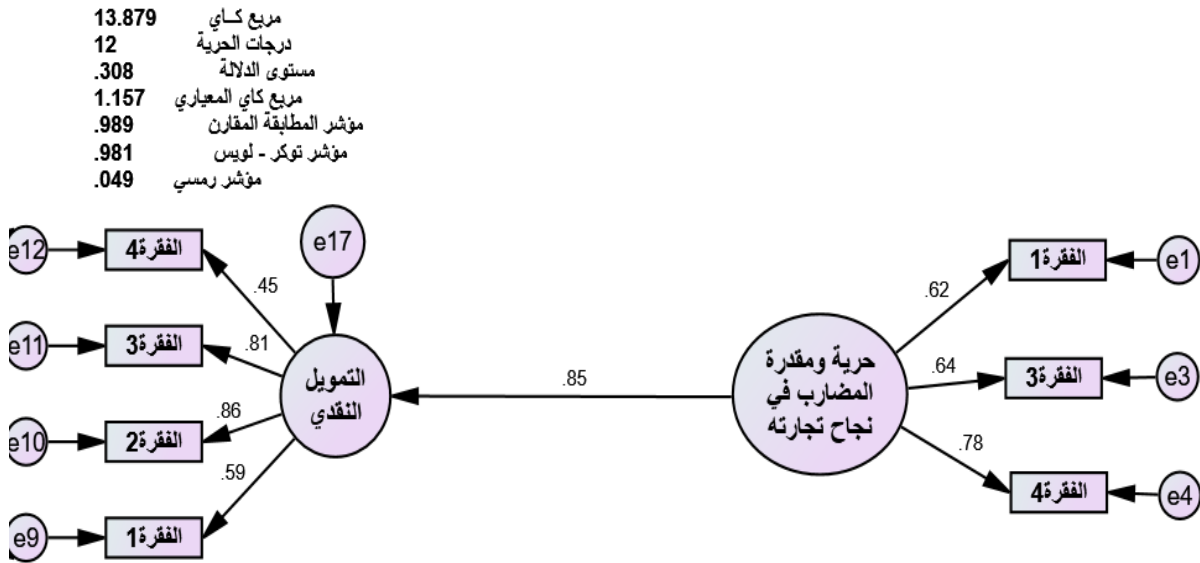 مربع كـاي 13.879
درجات الحرية 12
مستوى الدلالة .308
مربع كاي المعياري 1.157
مؤشر المطابقة المقارن .989
مؤشر توكر - لويس .981
مؤشر رمسي .049
e12
الفقرة4
.45
e17
e11
الفقرة3
.81
e10
الفقرة2
.86
e9
الفقرة1
.59
التمويل
النقدي
.85
حرية ومقدرة
المضارب في
نجاح تجارته
.62
الفقرة1
e1
.64
الفقرة3
e3
.78
الفقرة4
e4